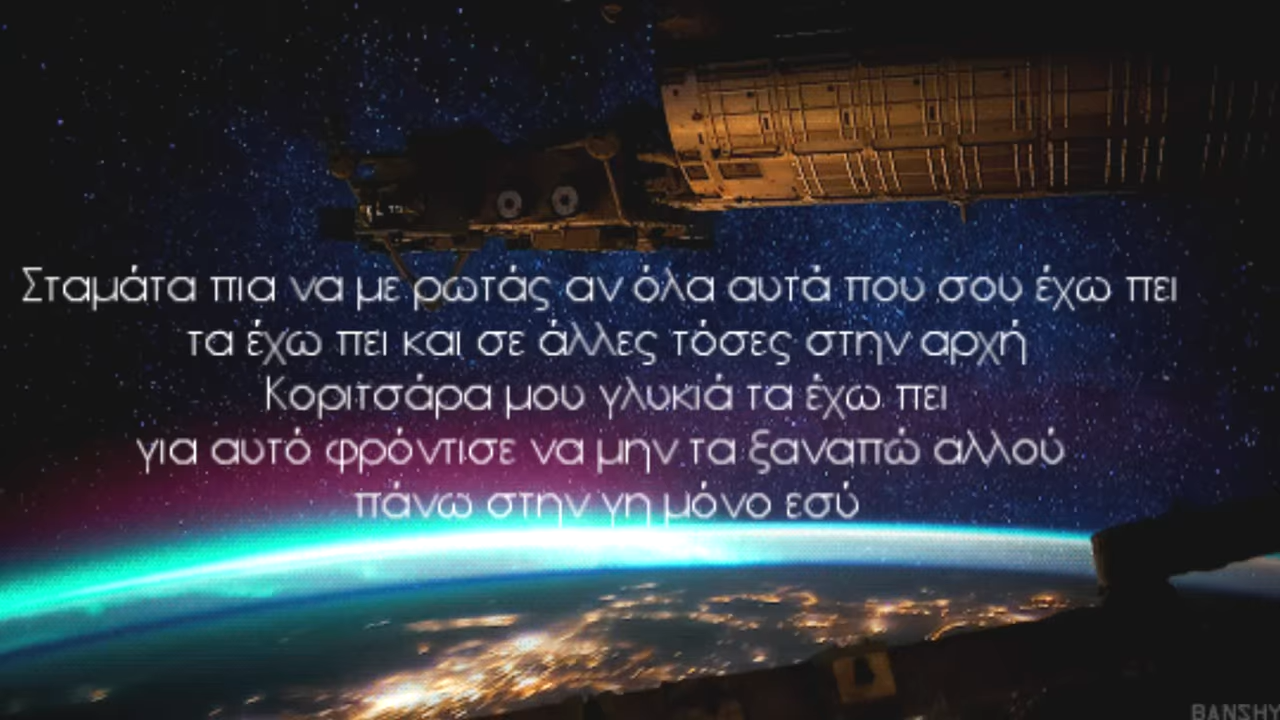 Σταμάτα πια να με ρωτάς αν όλα αυτά που σου έχω πει
τα έχω πει και σε άλλες τόσες στην αρχή
Κοριτσάρα μου γλυκιά τα έχω πει
για αυτό φρόντισε να μην τα ξαναπώ αλλού
πάνω στην γη μόνο εσύ
BANSHY